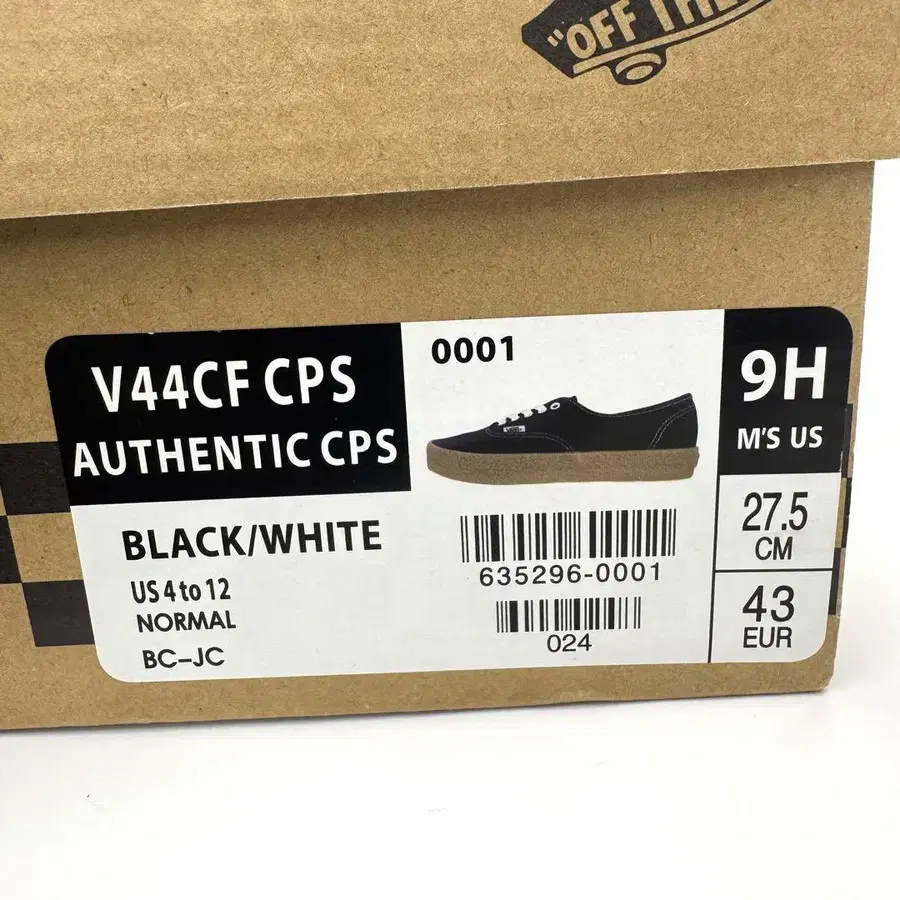 "OFF THE
V44CF CPS
AUTHENTIC CPS
0001
9H
M'S US
BLACK/WHITE
US 4 to 12
NORMAL
BC-JC
635296-0001
024
27.5
CM
43
EUR